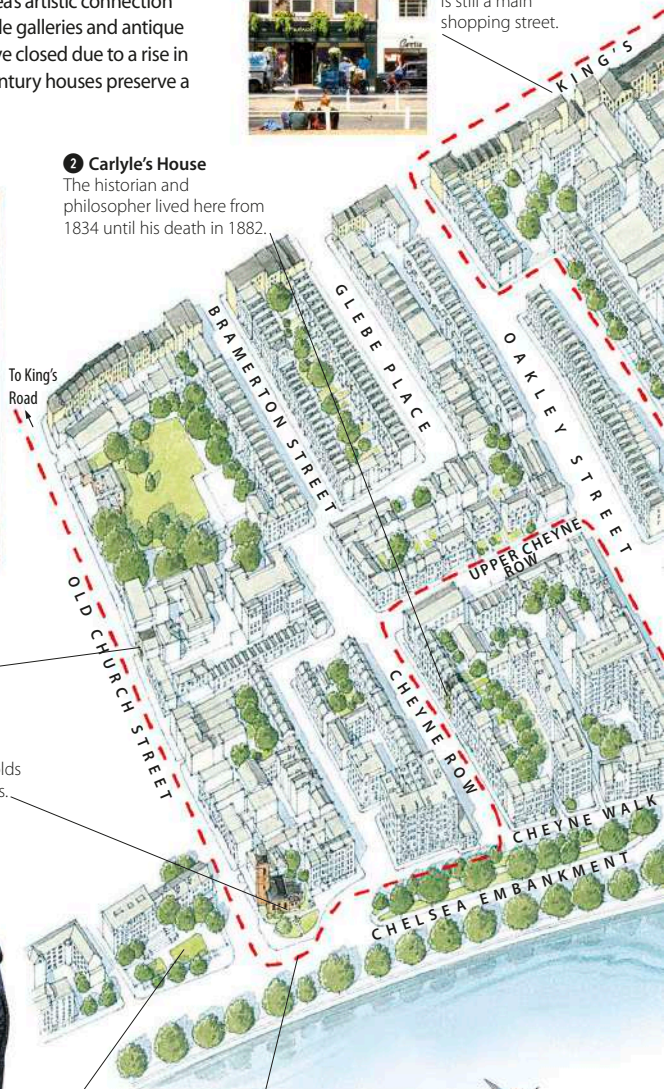 ea's artistic connection
le galleries and antique
ve closed due to a rise in
entury houses preserve a
is still a main
shopping street.
KING'S
2 Carlyle's House
The historian and
philosopher lived here from
1834 until his death in 1882.
To King's
Road
BRAMERTON STREET
GLEBE PLACE
OAKLEY STREET
UPPER CHEYNE
ROW
OLD CHURCH STREET
CHEYNE ROW
olds
s.
CHEYNE WALK
CHELSEA EMBANKMENT